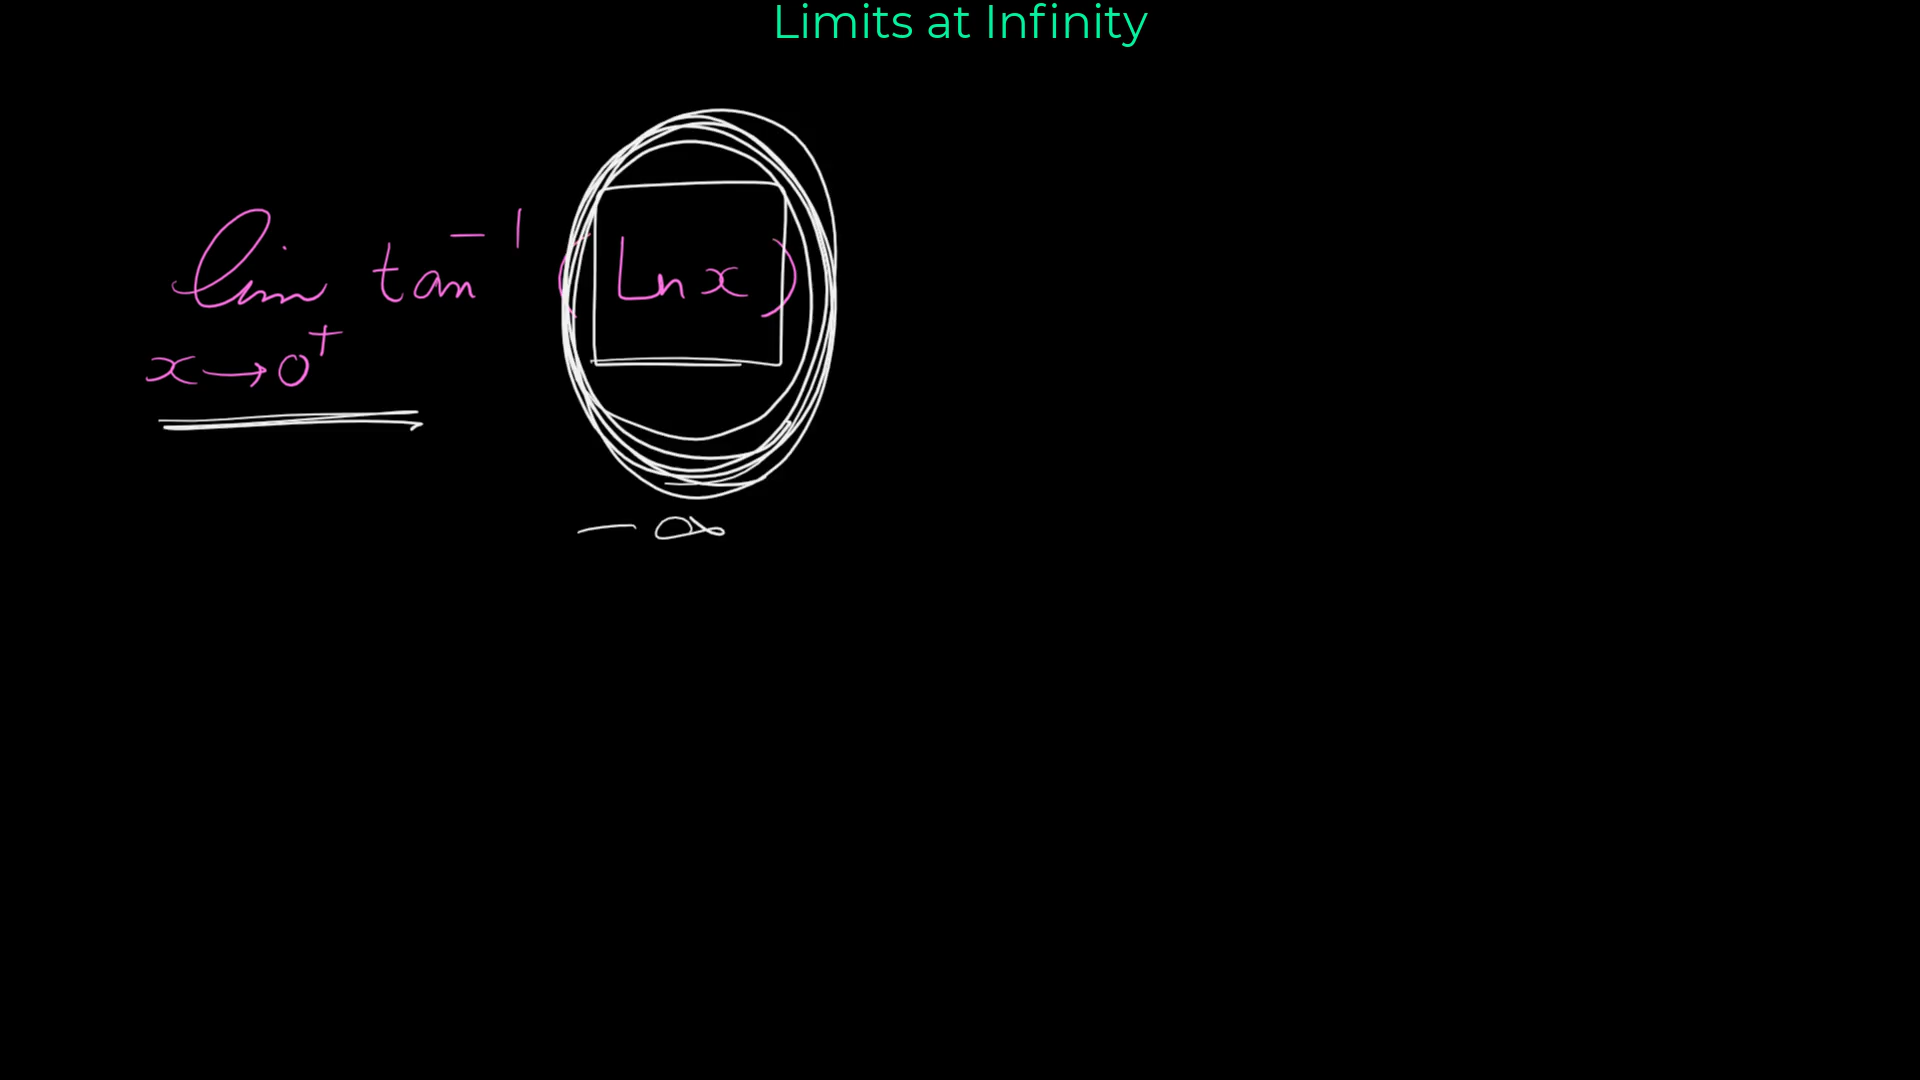 Limits at Infinity
lim tan⁻¹ (Ln x)
x → 0⁺
− ∞